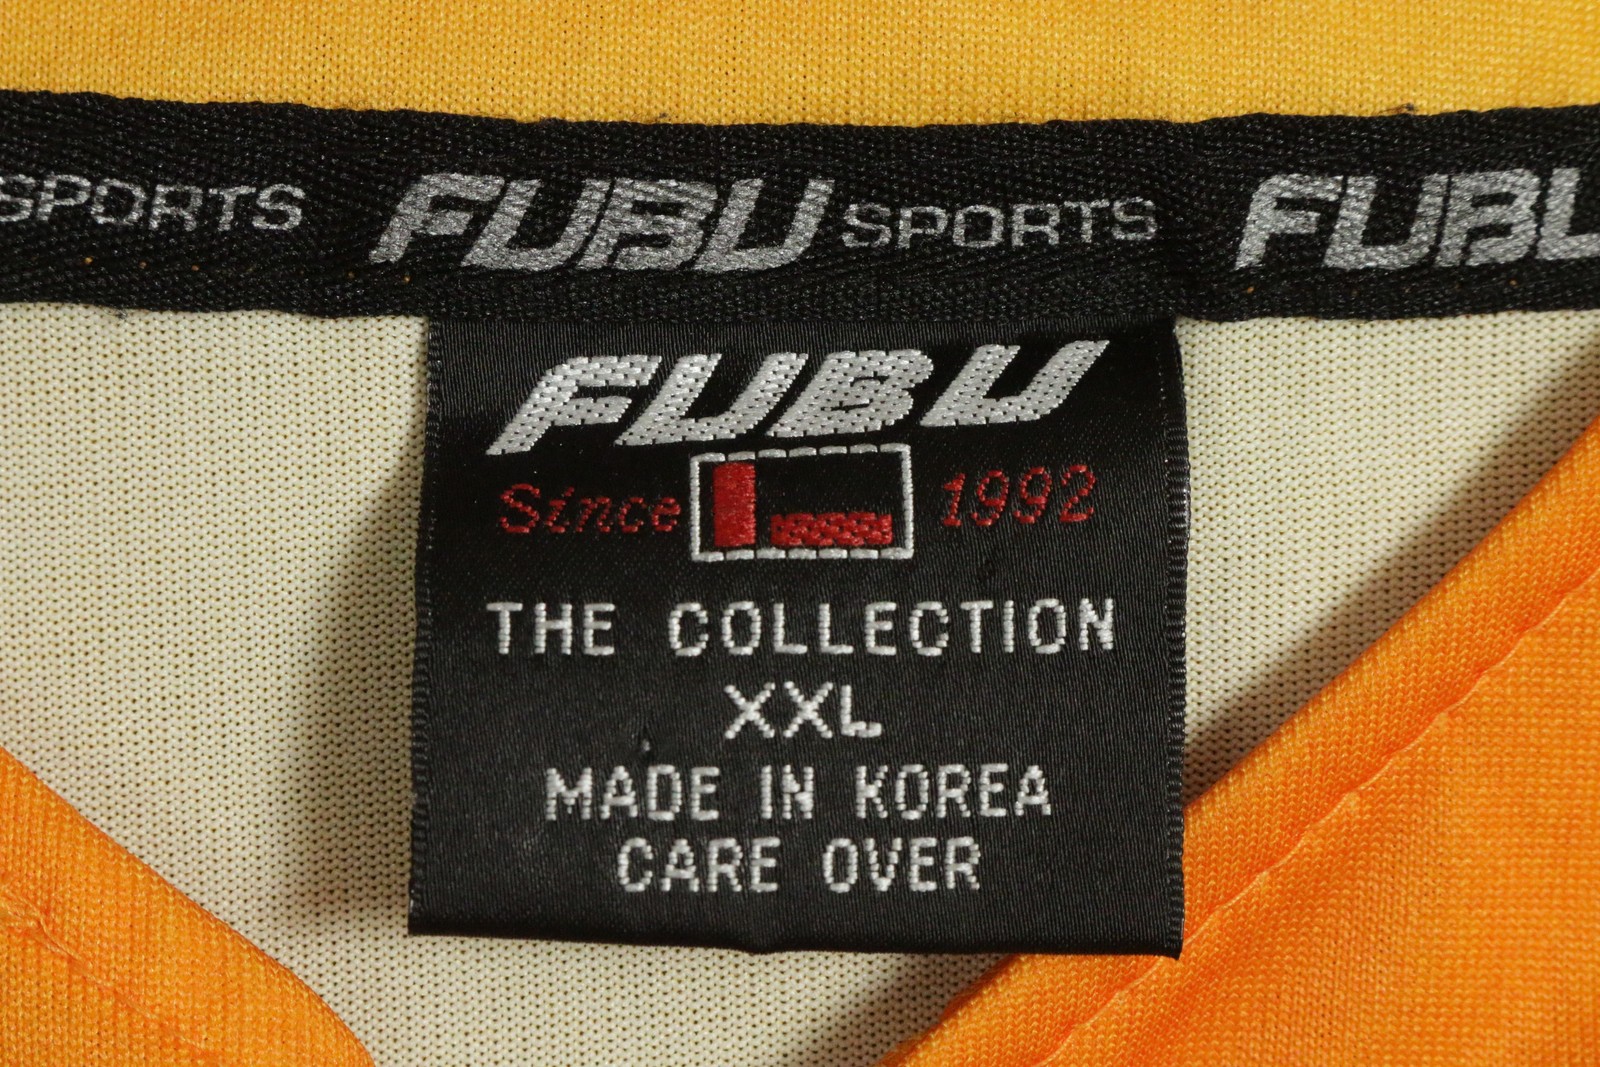 SPORTS FUBU SPORTS FUBU
FUBU
Since 1992
THE COLLECTION
XXL
MADE IN KOREA
CARE OVER